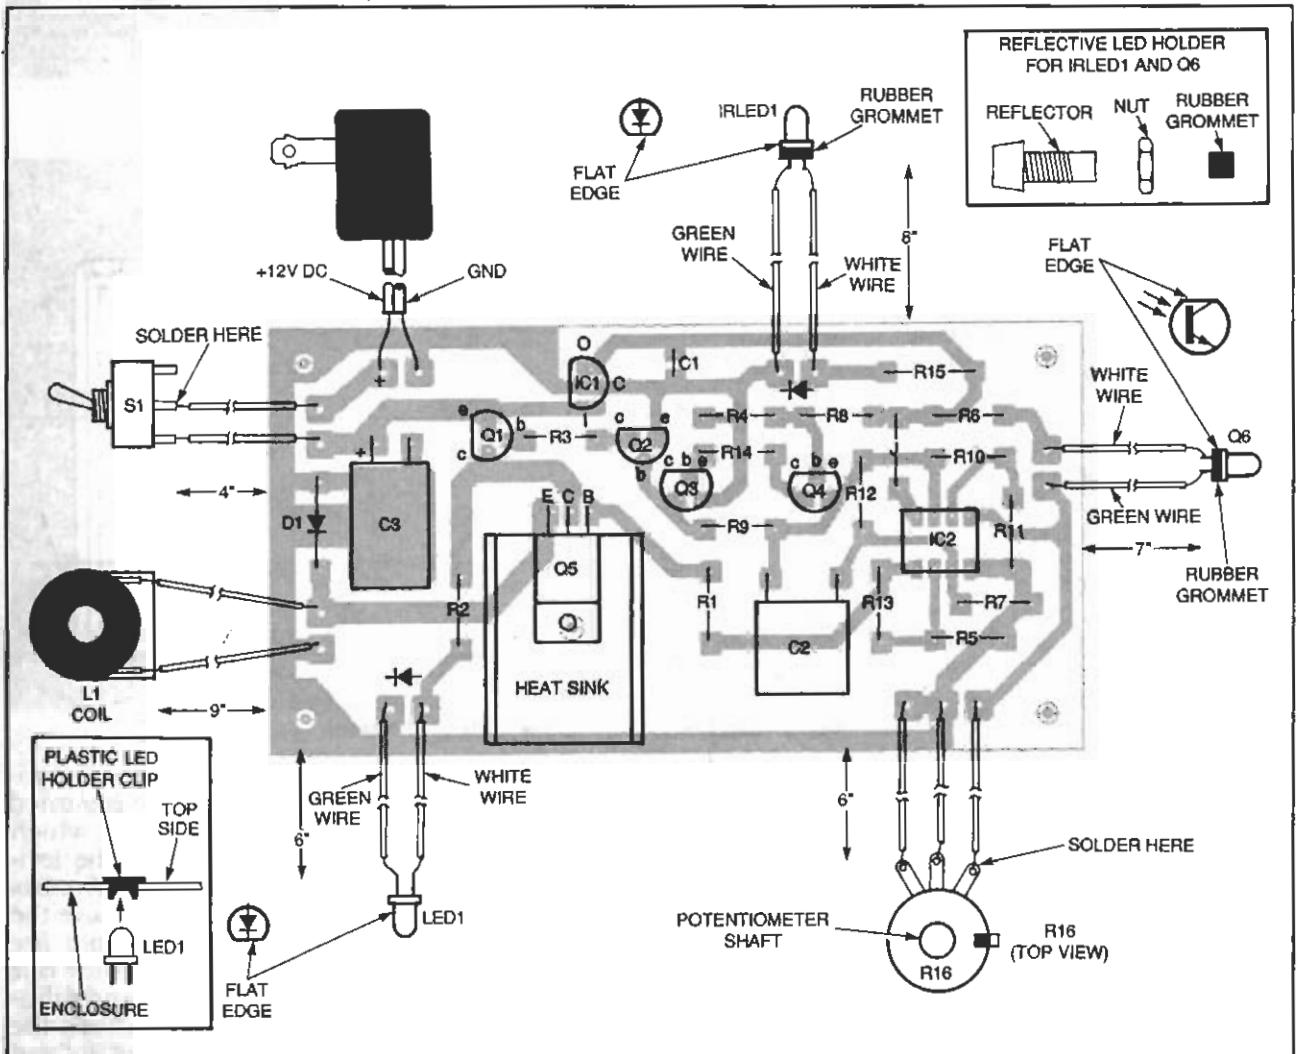 REFLECTIVE LED HOLDER
FOR IRLED1 AND Q6
REFLECTOR
NUT
RUBBER
GROMMET
IRLED1
RUBBER
GROMMET
FLAT
EDGE
GREEN
WIRE
WHITE
WIRE
8"
FLAT
EDGE
+12V DC
GND
SOLDER HERE
S1
+
O
IC1
C
I
C1
R15
WHITE
WIRE
Q6
e
Q1
b
c
R3
c
Q2
e
b
R4
R8
R6
R14
R10
+
C3
c b e
Q3
c b e
Q4
R12
4"
D1
E C B
R9
IC2
R11
GREEN WIRE
7"
RUBBER
GROMMET
Q5
R2
R1
C2
R13
R7
R5
HEAT SINK
L1
COIL
9"
PLASTIC LED
HOLDER CLIP
TOP
SIDE
LED1
ENCLOSURE
6"
GREEN
WIRE
WHITE
WIRE
LED1
FLAT
EDGE
6"
SOLDER HERE
POTENTIOMETER
SHAFT
R16
R16
(TOP VIEW)